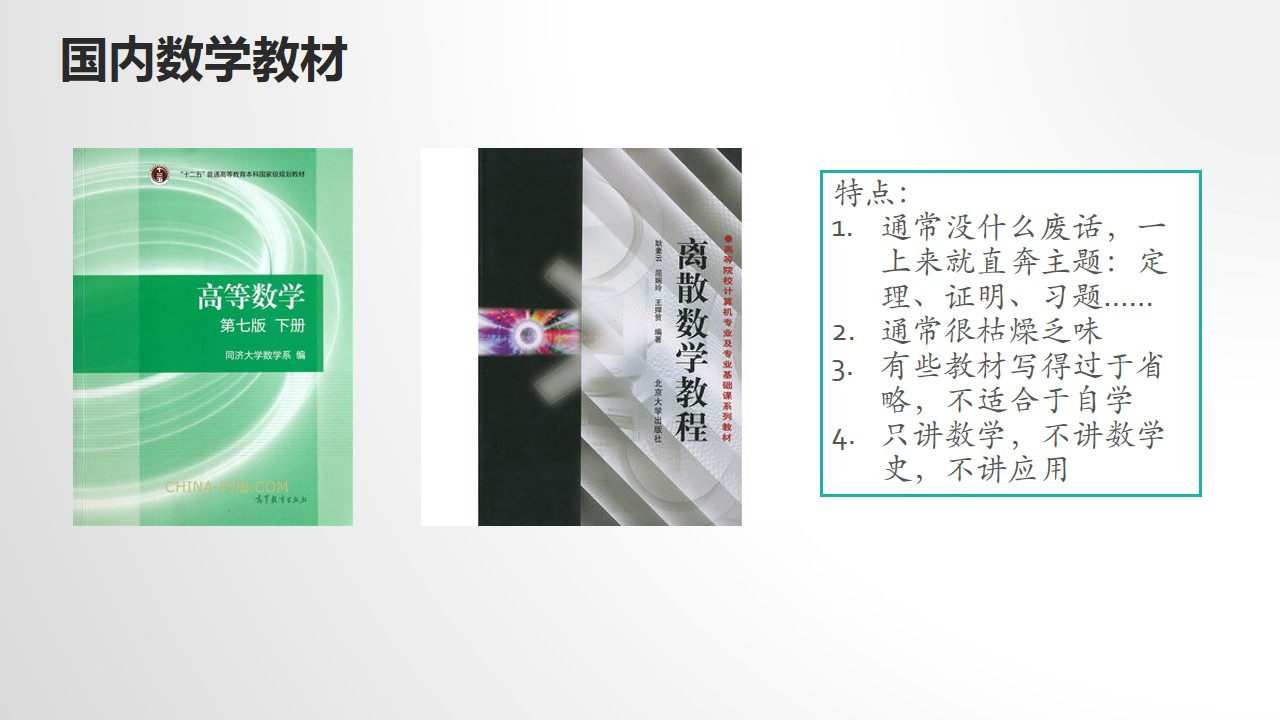 国内数学教材
"十二五"普通高等教育本科国家级规划教材
高等数学
第七版 下册
同济大学数学系 编
CHINA-PUB.COM
高等教育出版社
高等院校计算机专业及专业基础课系列教材
离散数学教程
耿素云 屈婉玲 王捍贫 编著
北京大学出版社
特点：
1. 通常没什么废话，一
上来就直奔主题：定
理、证明、习题……
2. 通常很枯燥乏味
3. 有些教材写得过于省
略，不适合于自学
4. 只讲数学，不讲数学
史，不讲应用